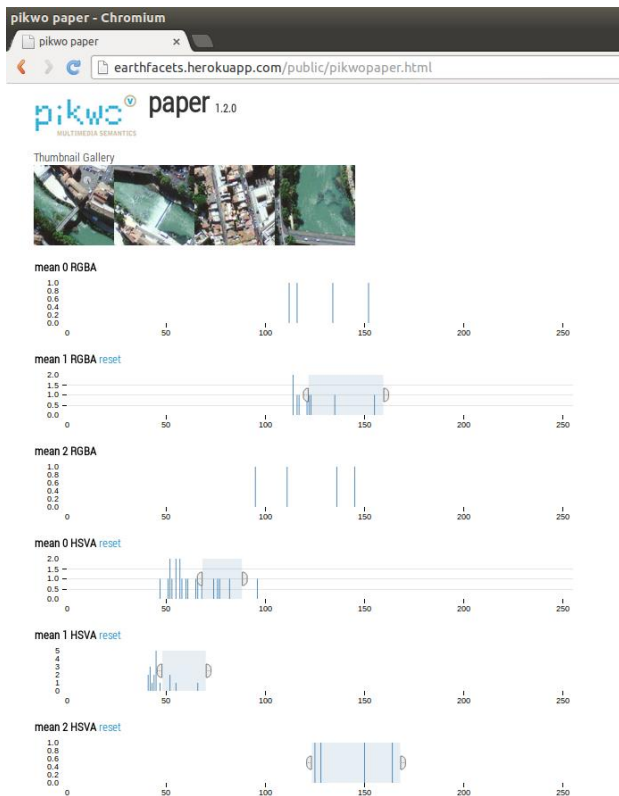 pikwo paper - Chromium
pikwo paper ×
earthfacets.herokuapp.com/public/pikwopaper.html
pikwo v paper 1.2.0
MULTIMEDIA SEMANTICS
Thumbnail Gallery
mean 0 RGBA
1.0
0.8
0.6
0.4
0.2
0.0
0 50 100 150 200 250
mean 1 RGBA reset
2.0
1.5
1.0
0.5
0.0
0 50 100 150 200 250
mean 2 RGBA
1.0
0.8
0.6
0.4
0.2
0.0
0 50 100 150 200 250
mean 0 HSVA reset
2.0
1.5
1.0
0.5
0.0
0 50 100 150 200 250
mean 1 HSVA reset
5
4
3
2
1
0
0 50 100 150 200 250
mean 2 HSVA reset
1.0
0.8
0.6
0.4
0.2
0.0
0 50 100 150 200 250